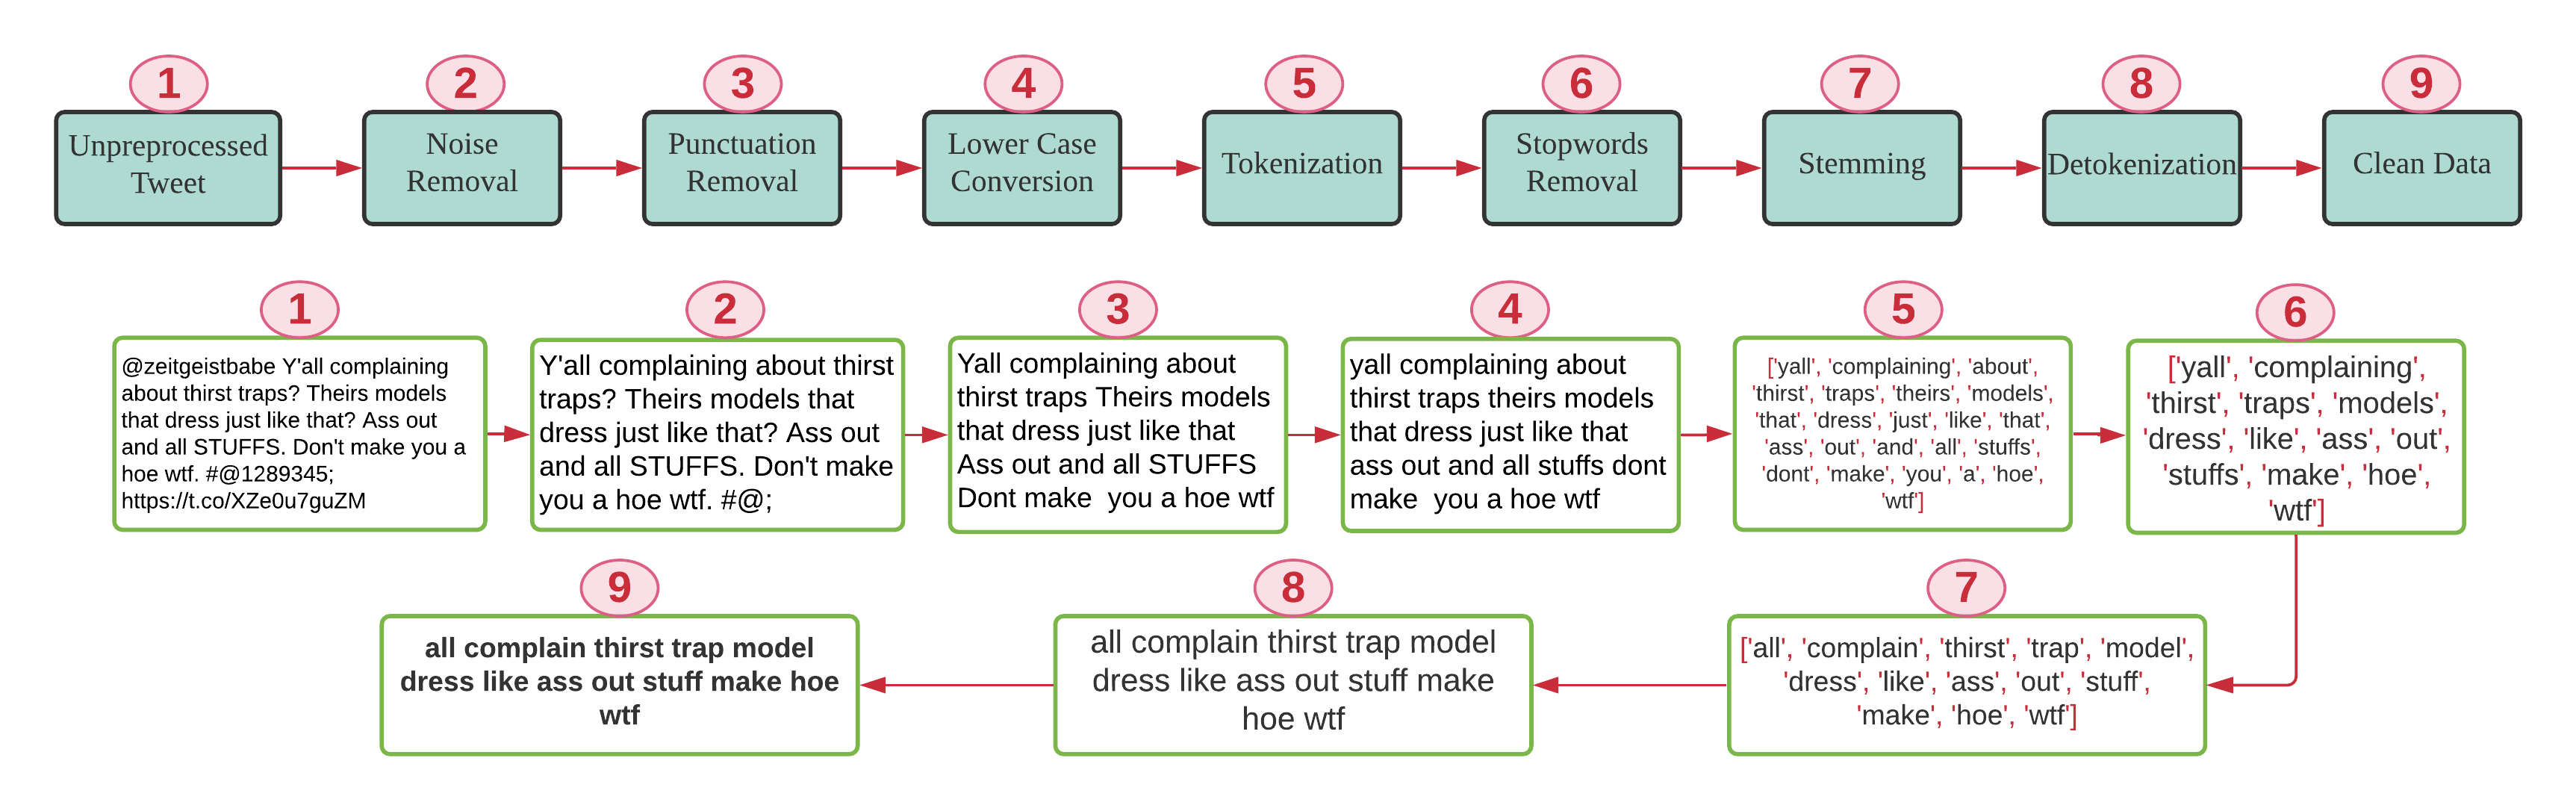 1
2
3
4
5
6
7
8
9
Unpreprocessed
Tweet
Noise
Removal
Punctuation
Removal
Lower Case
Conversion
Tokenization
Stopwords
Removal
Stemming
Detokenization
Clean Data
1
@zeitgeistbabe Y'all complaining
about thirst traps? Theirs models
that dress just like that? Ass out
and all STUFFS. Don't make you a
hoe wtf. #@1289345;
https://t.co/XZe0u7guZM
2
Y'all complaining about thirst
traps? Theirs models that
dress just like that? Ass out
and all STUFFS. Don't make
you a hoe wtf. #@;
3
Yall complaining about
thirst traps Theirs models
that dress just like that
Ass out and all STUFFS
Dont make  you a hoe wtf
4
yall complaining about
thirst traps theirs models
that dress just like that
ass out and all stuffs dont
make  you a hoe wtf
5
['yall', 'complaining', 'about',
'thirst', 'traps', 'theirs', 'models',
'that', 'dress', 'just', 'like', 'that',
'ass', 'out', 'and', 'all', 'stuffs',
'dont', 'make', 'you', 'a', 'hoe',
'wtf']
6
['yall', 'complaining',
'thirst', 'traps', 'models',
'dress', 'like', 'ass', 'out',
'stuffs', 'make', 'hoe',
'wtf']
7
['all', 'complain', 'thirst', 'trap', 'model',
'dress', 'like', 'ass', 'out', 'stuff',
'make', 'hoe', 'wtf']
8
all complain thirst trap model
dress like ass out stuff make
hoe wtf
9
all complain thirst trap model
dress like ass out stuff make hoe
wtf